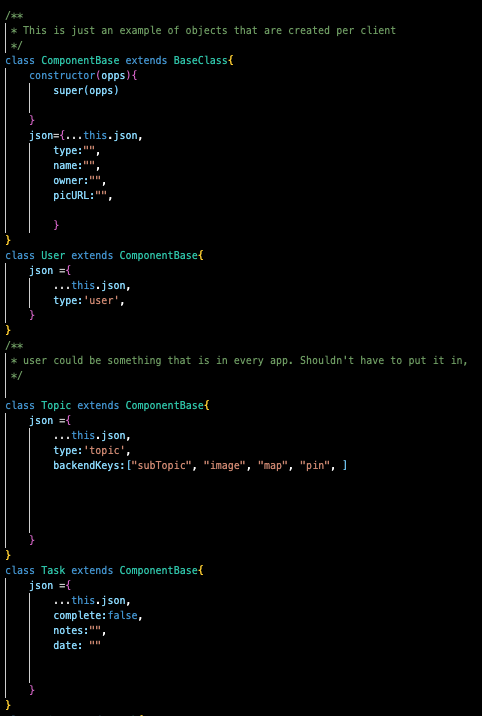 /**
* This is just an example of objects that are created per client
*/
class ComponentBase extends BaseClass{
constructor(opps){
super(opps)
}
json={...this.json,
type:"",
name:"",
owner:"",
picURL:"",
}
}
class User extends ComponentBase{
json ={
...this.json,
type:'user',
}
}
/**
* user could be something that is in every app. Shouldn't have to put it in,
*/
class Topic extends ComponentBase{
json ={
...this.json,
type:'topic',
backendKeys:["subTopic", "image", "map", "pin", ]
}
}
class Task extends ComponentBase{
json ={
...this.json,
complete:false,
notes:"",
date: ""
}
}